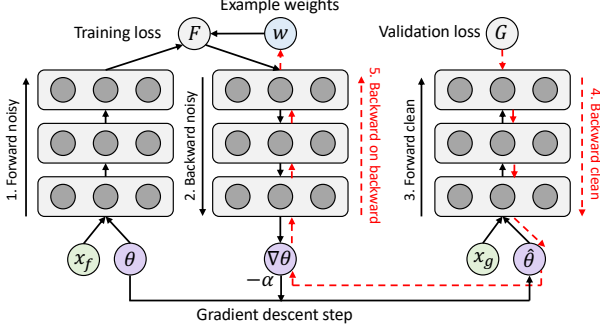 Example weights
Training loss
F
w
Validation loss
G
1. Forward noisy
2. Backward noisy
5. Backward on
backward
3. Forward clean
4. Backward
clean
x_f
θ
∇θ
x_g
θ̂
−α
Gradient descent step